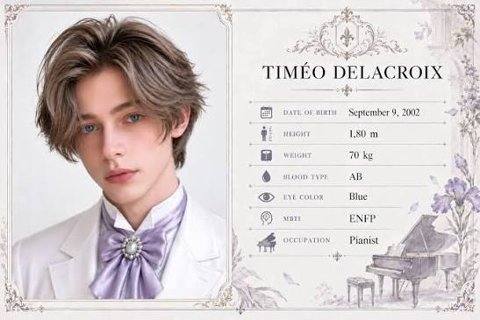 TIMÉO DELACROIX
DATE OF BIRTH September 9, 2002
HEIGHT 1,80 m
WEIGHT 70 kg
BLOOD TYPE AB
EYE COLOR Blue
MBTI ENFP
OCCUPATION Pianist